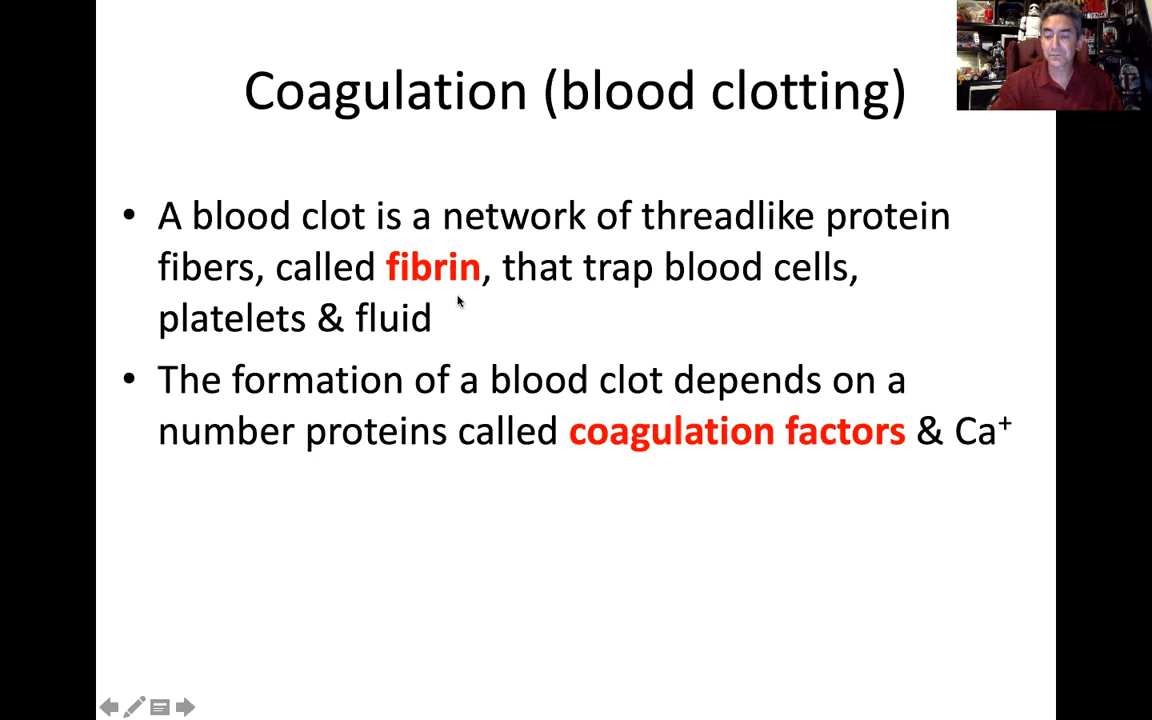 Coagulation (blood clotting)
• A blood clot is a network of threadlike protein
fibers, called fibrin, that trap blood cells,
platelets & fluid
• The formation of a blood clot depends on a
number proteins called coagulation factors & Ca⁺